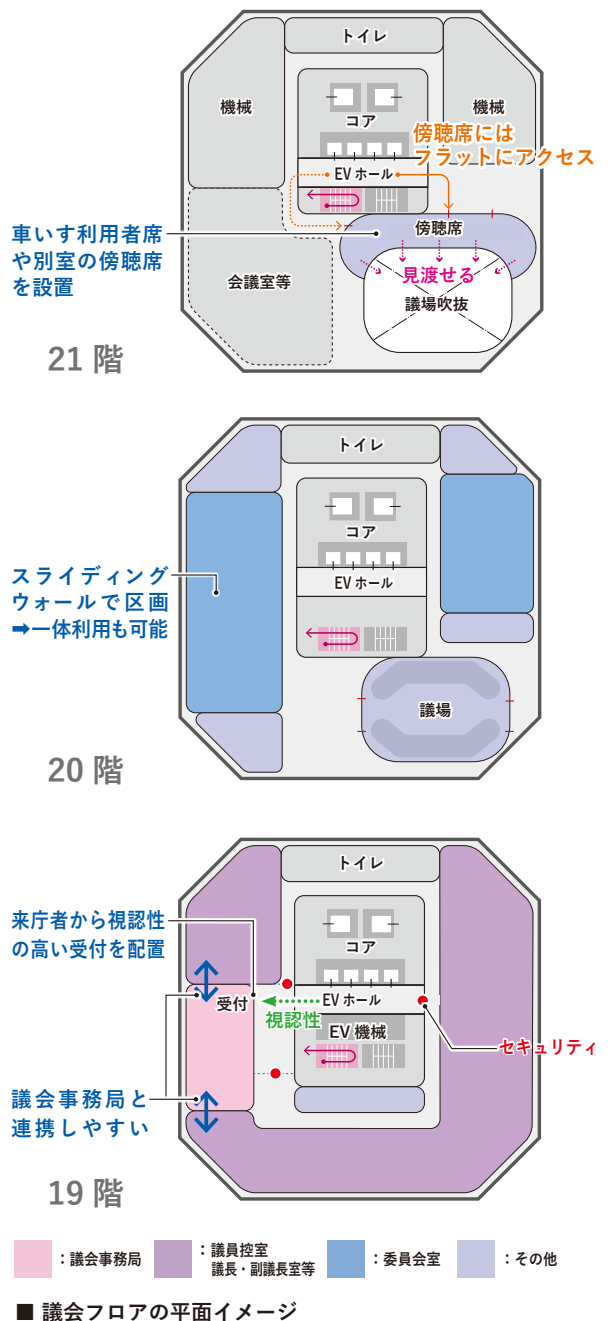 トイレ
機械
機械
コア
傍聴席には
フラットにアクセス
EV ホール
車いす利用者席
や別室の傍聴席
を設置
傍聴席
見渡せる
会議室等
議場吹抜
21 階
トイレ
コア
スライディング
ウォールで区画
➡一体利用も可能
EV ホール
議場
20 階
トイレ
来庁者から視認性
の高い受付を配置
コア
受付
EV ホール
視認性
EV 機械
セキュリティ
議会事務局と
連携しやすい
19 階
：議会事務局
：議員控室
議長・副議長室等
：委員会室
：その他
■ 議会フロアの平面イメージ